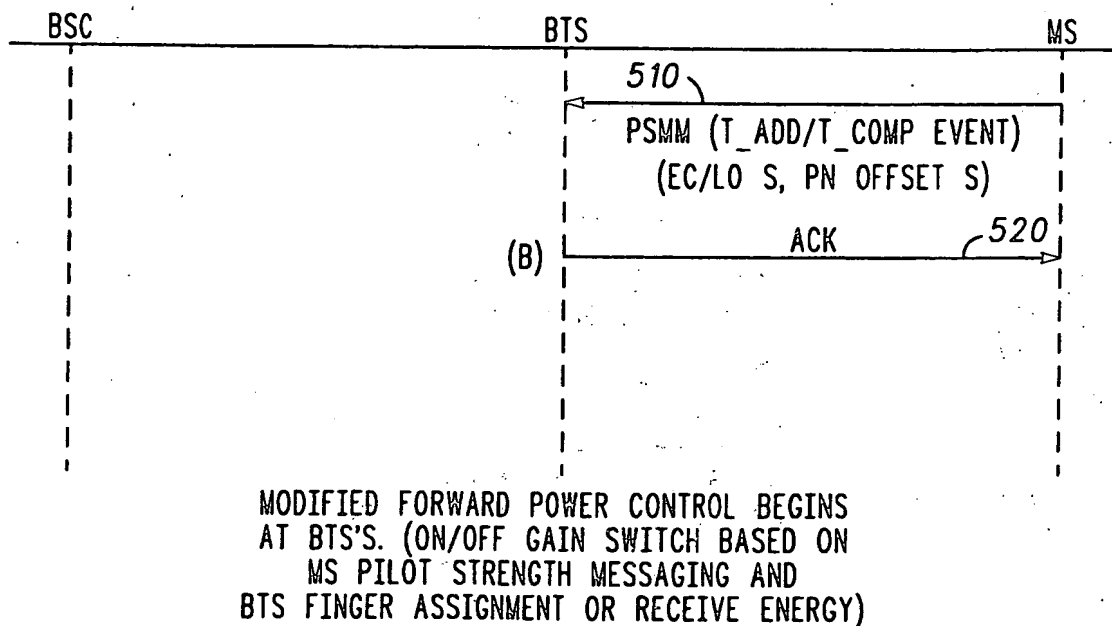 BSC BTS MS
510
PSMM (T_ADD/T_COMP EVENT)
(EC/LO S, PN OFFSET S)
(B) ACK 520
MODIFIED FORWARD POWER CONTROL BEGINS
AT BTS'S. (ON/OFF GAIN SWITCH BASED ON
MS PILOT STRENGTH MESSAGING AND
BTS FINGER ASSIGNMENT OR RECEIVE ENERGY)